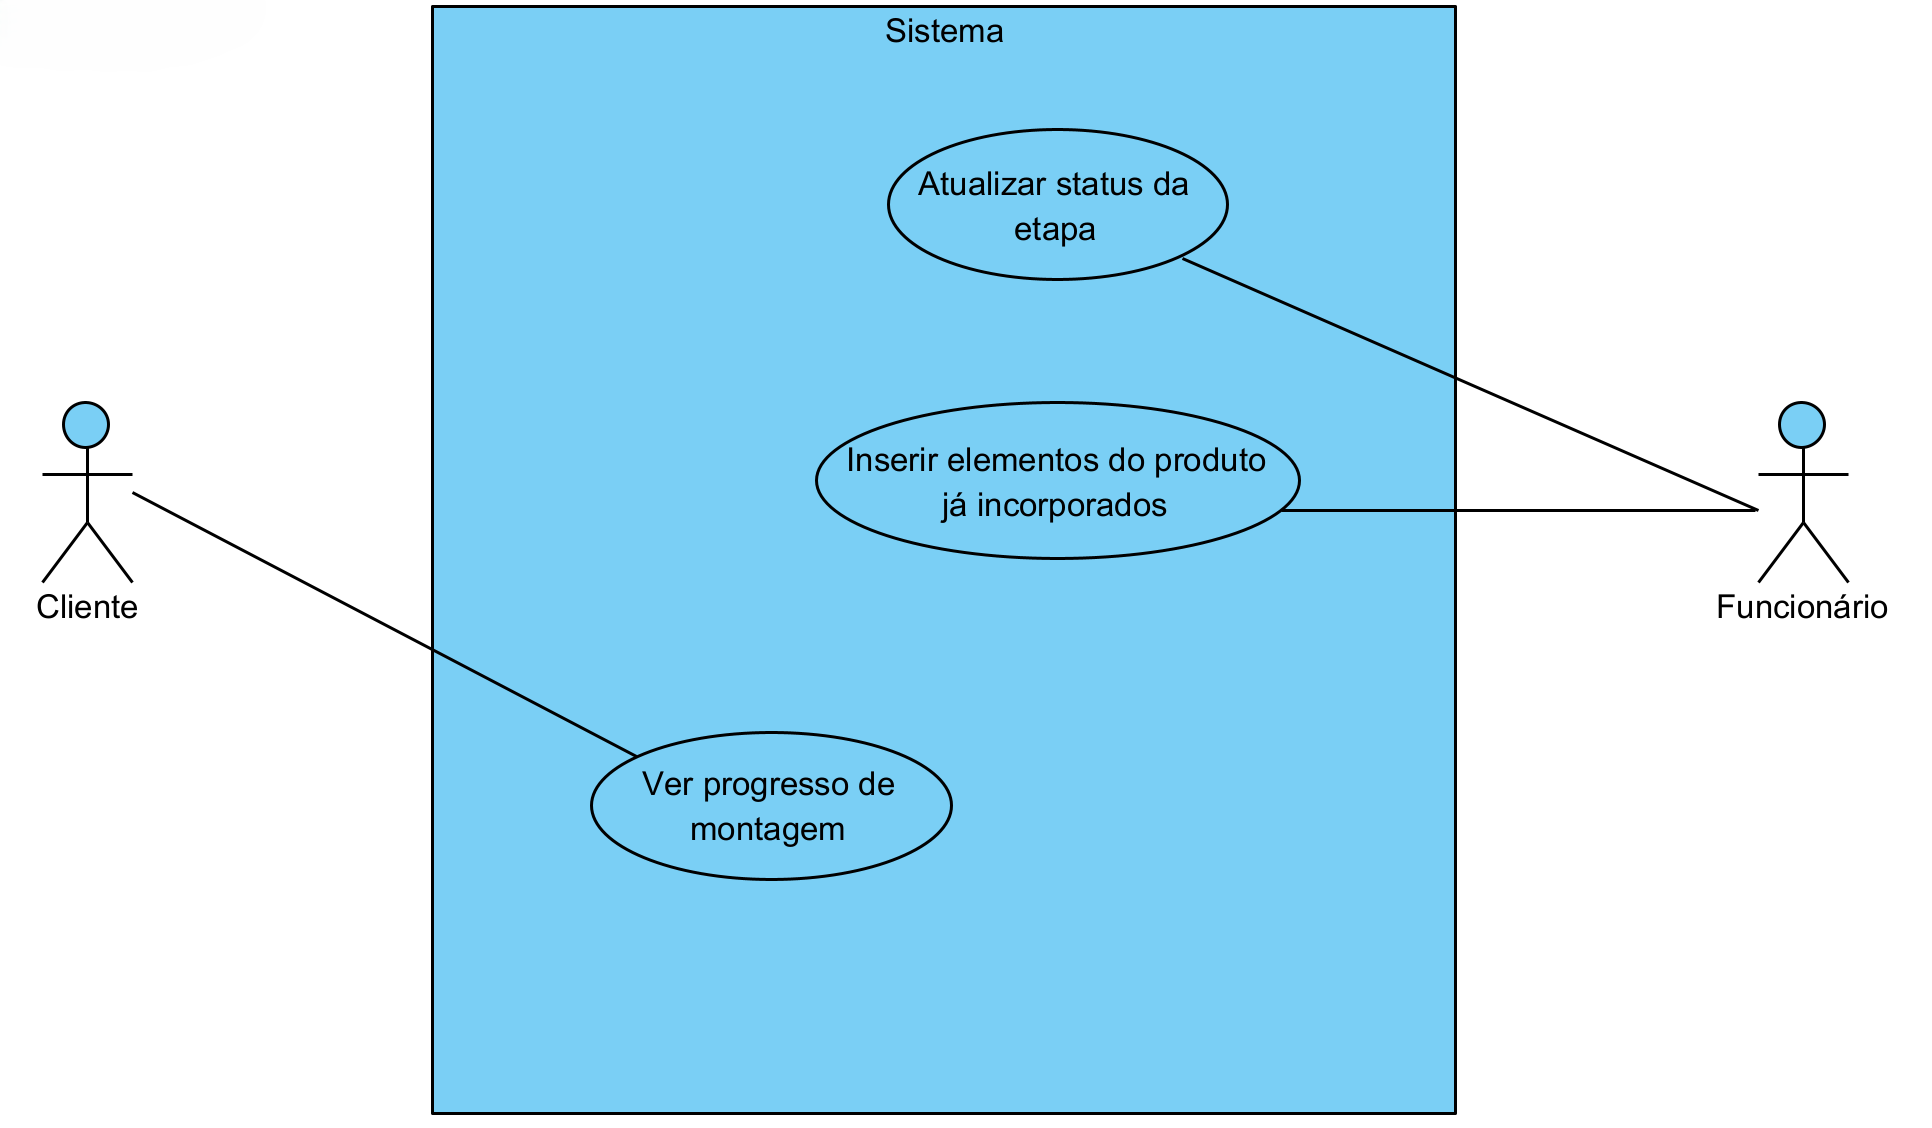 Sistema
Atualizar status da
etapa
Inserir elementos do produto
já incorporados
Cliente
Funcionário
Ver progresso de
montagem